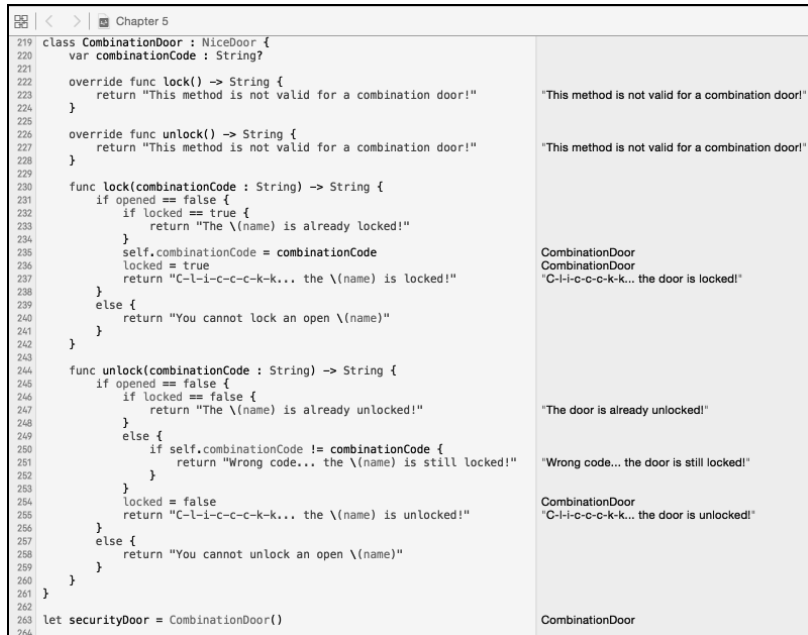 Chapter 5
219 class CombinationDoor : NiceDoor {
220 var combinationCode : String?
221
222 override func lock() -> String {
223 return "This method is not valid for a combination door!" "This method is not valid for a combination door!"
224 }
225
226 override func unlock() -> String {
227 return "This method is not valid for a combination door!" "This method is not valid for a combination door!"
228 }
229
230 func lock(combinationCode : String) -> String {
231 if opened == false {
232 if locked == true {
233 return "The \(name) is already locked!"
234 }
235 self.combinationCode = combinationCode CombinationDoor
236 locked = true CombinationDoor
237 return "C-l-i-c-c-c-k-k... the \(name) is locked!" "C-l-i-c-c-c-k-k... the door is locked!"
238 }
239 else {
240 return "You cannot lock an open \(name)"
241 }
242 }
243
244 func unlock(combinationCode : String) -> String {
245 if opened == false {
246 if locked == false {
247 return "The \(name) is already unlocked!" "The door is already unlocked!"
248 }
249 else {
250 if self.combinationCode != combinationCode {
251 return "Wrong code... the \(name) is still locked!" "Wrong code... the door is still locked!"
252 }
253 }
254 locked = false CombinationDoor
255 return "C-l-i-c-c-c-k-k... the \(name) is unlocked!" "C-l-i-c-c-c-k-k... the door is unlocked!"
256 }
257 else {
258 return "You cannot unlock an open \(name)"
259 }
260 }
261 }
262
263 let securityDoor = CombinationDoor() CombinationDoor
264